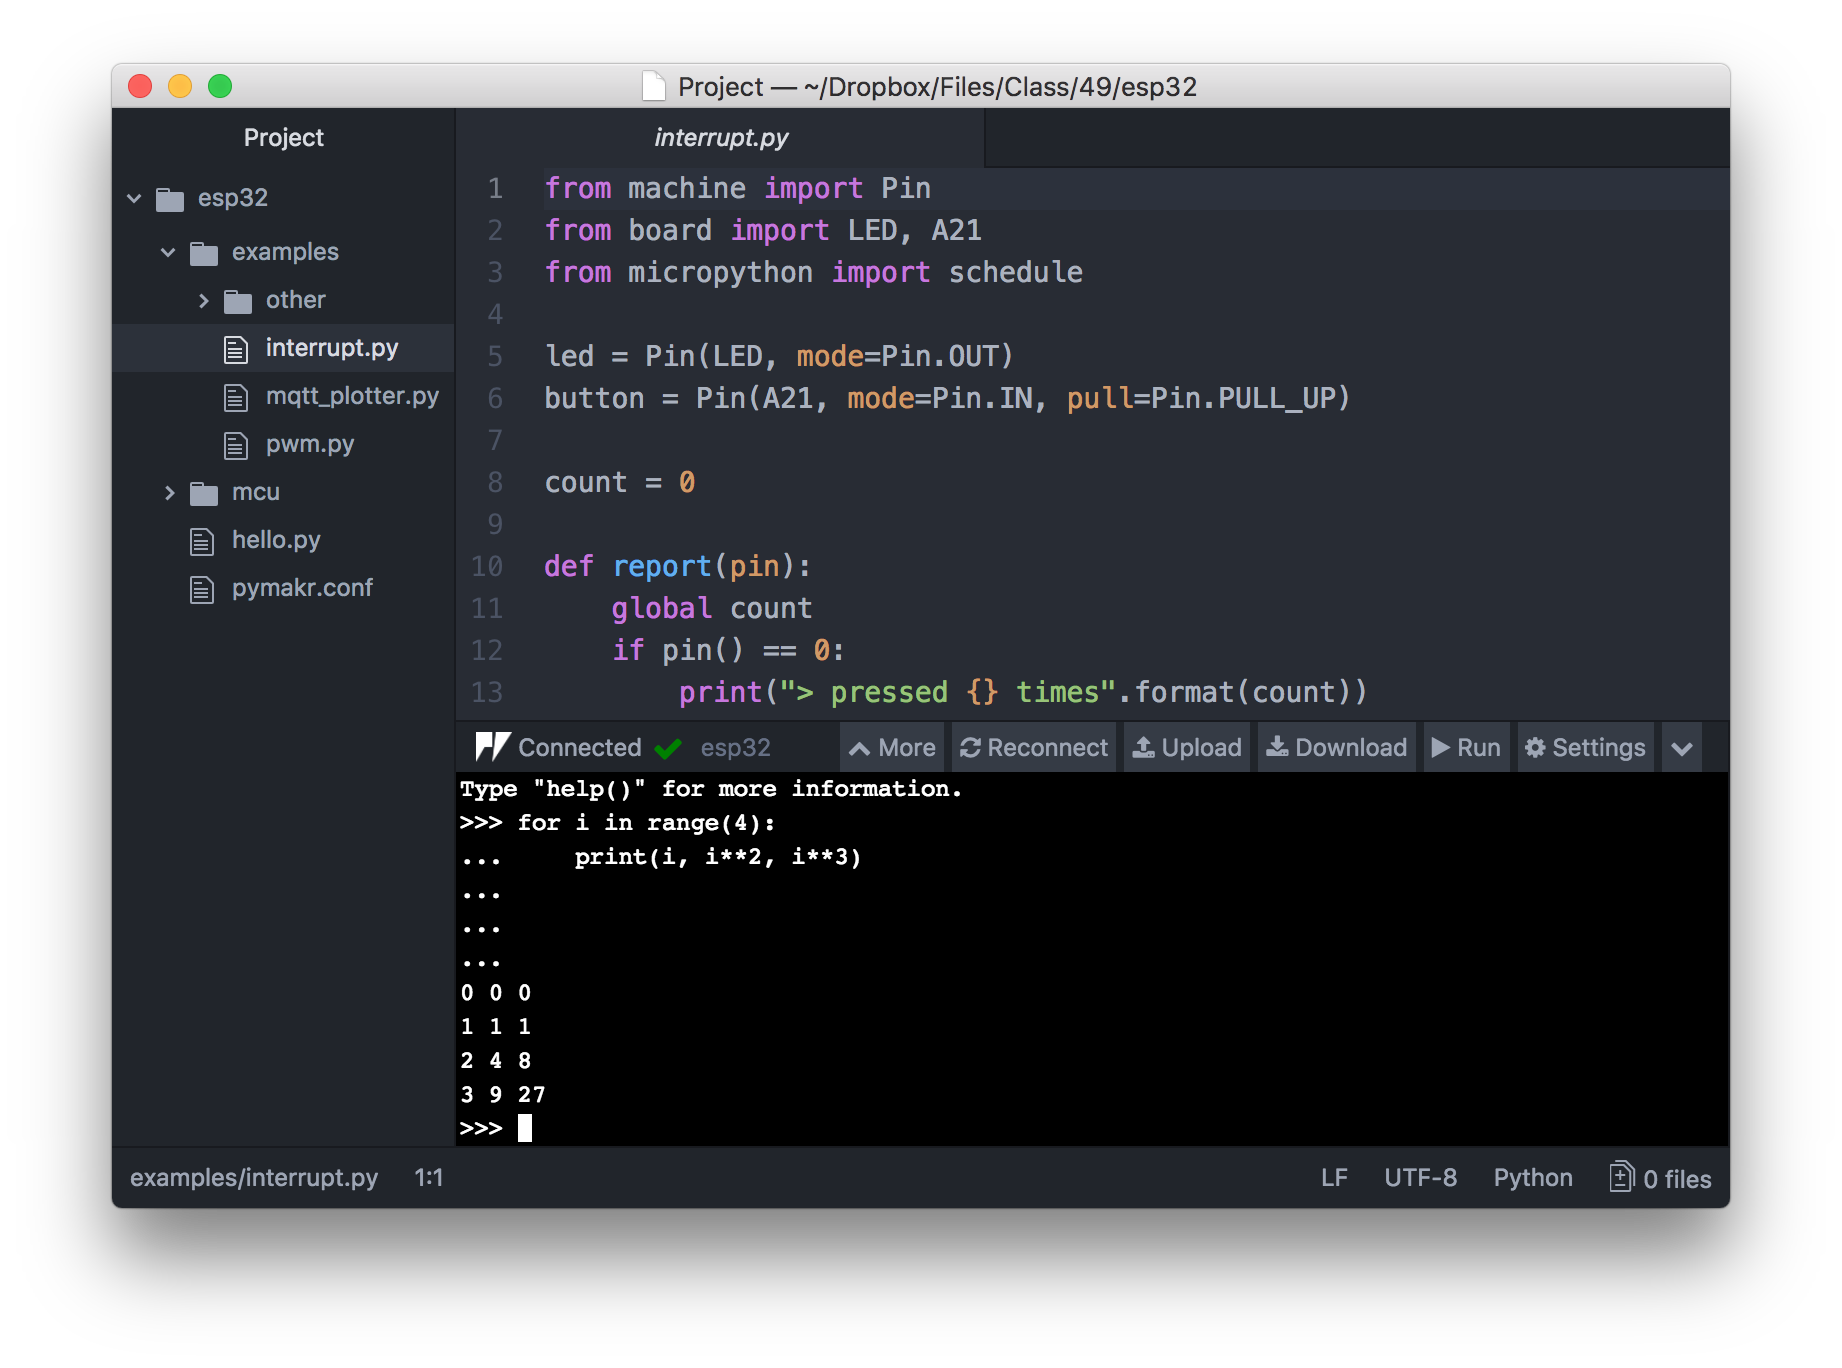 Project — ~/Dropbox/Files/Class/49/esp32
Project
esp32
examples
other
interrupt.py
mqtt_plotter.py
pwm.py
mcu
hello.py
pymakr.conf
interrupt.py
1 from machine import Pin
2 from board import LED, A21
3 from micropython import schedule
4
5 led = Pin(LED, mode=Pin.OUT)
6 button = Pin(A21, mode=Pin.IN, pull=Pin.PULL_UP)
7
8 count = 0
9
10 def report(pin):
11     global count
12     if pin() == 0:
13         print("> pressed {} times".format(count))
Connected esp32 More Reconnect Upload Download Run Settings
Type "help()" for more information.
>>> for i in range(4):
...     print(i, i**2, i**3)
...
...
...
0 0 0
1 1 1
2 4 8
3 9 27
>>>
examples/interrupt.py 1:1 LF UTF-8 Python 0 files